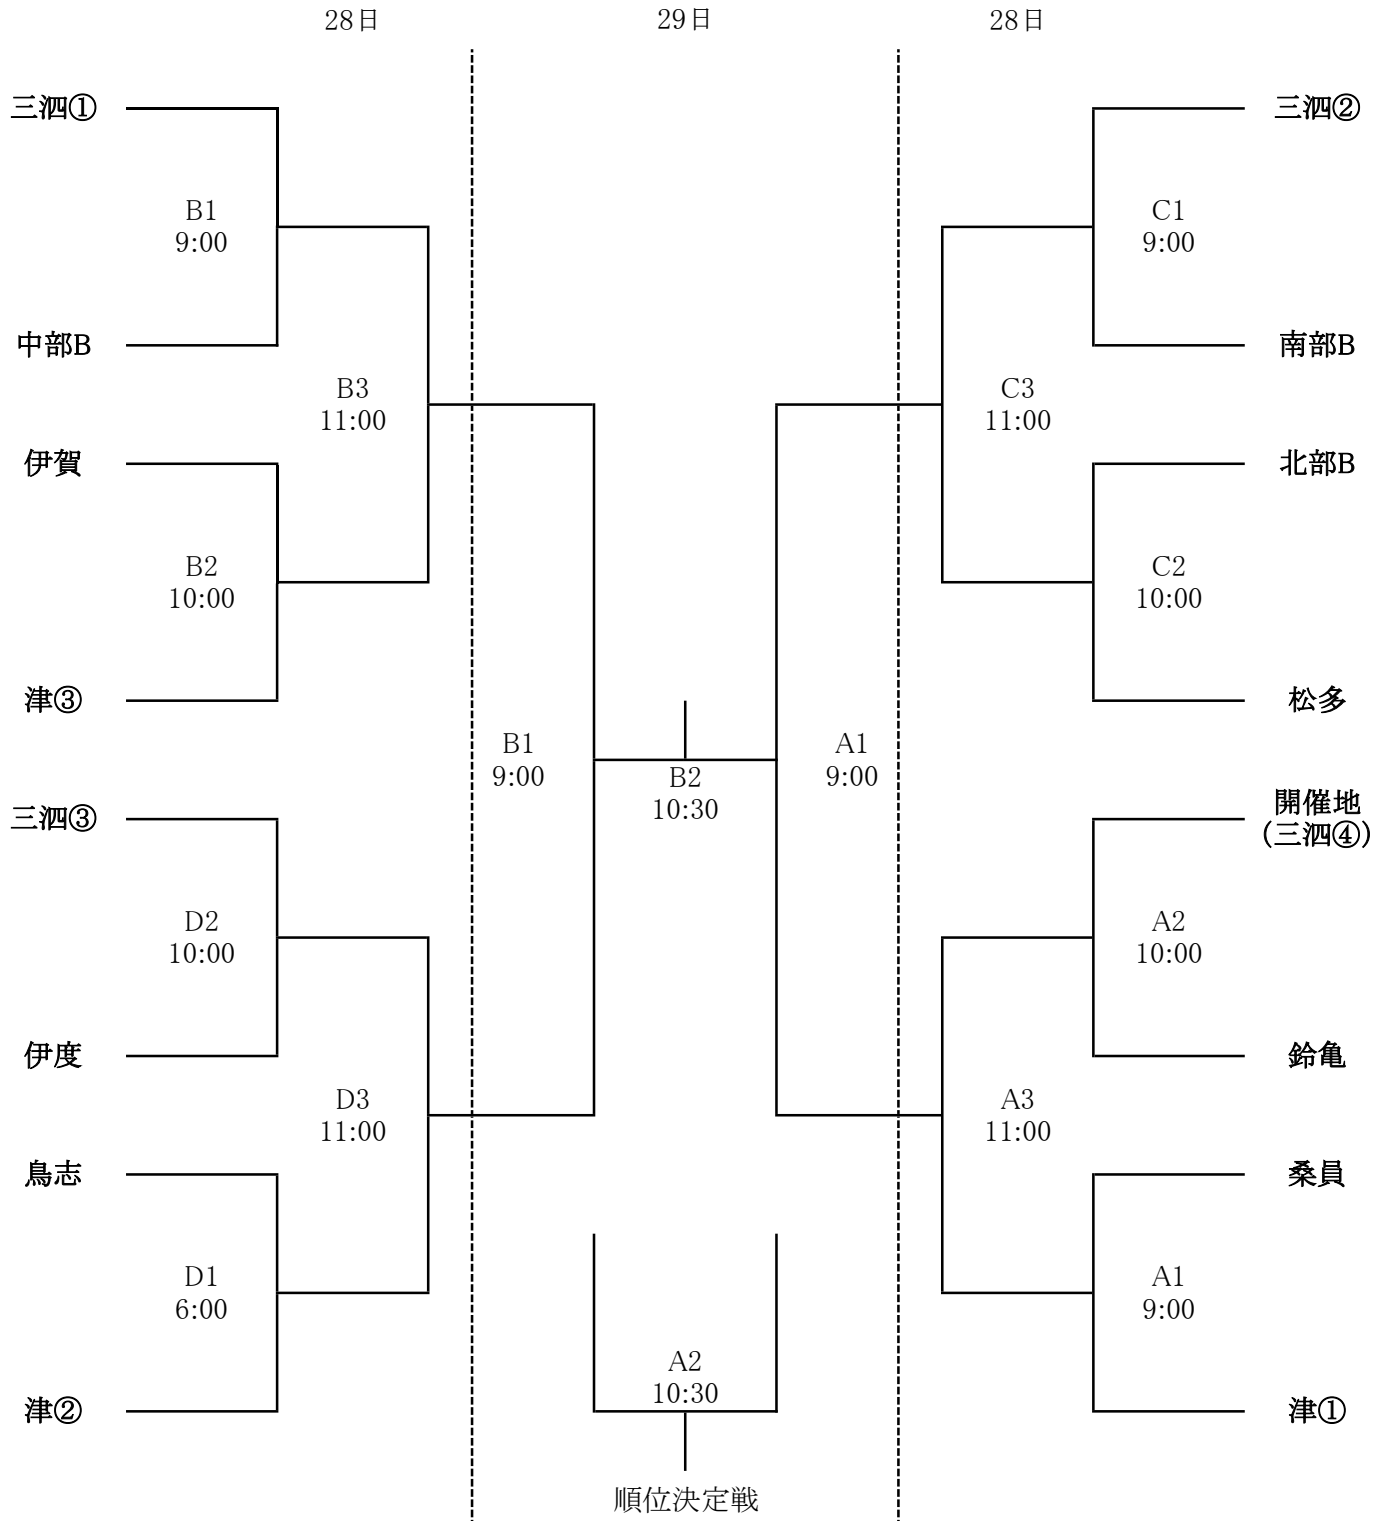 28日
29日
28日
三泗①
三泗②
B1
9:00
C1
9:00
中部B
南部B
B3
11:00
C3
11:00
伊賀
北部B
B2
10:00
C2
10:00
津③
松多
B1
9:00
B2
10:30
A1
9:00
三泗③
開催地
(三泗④)
D2
10:00
A2
10:00
伊度
鈴亀
D3
11:00
A3
11:00
鳥志
桑員
D1
6:00
A1
9:00
A2
10:30
津②
津①
順位決定戦